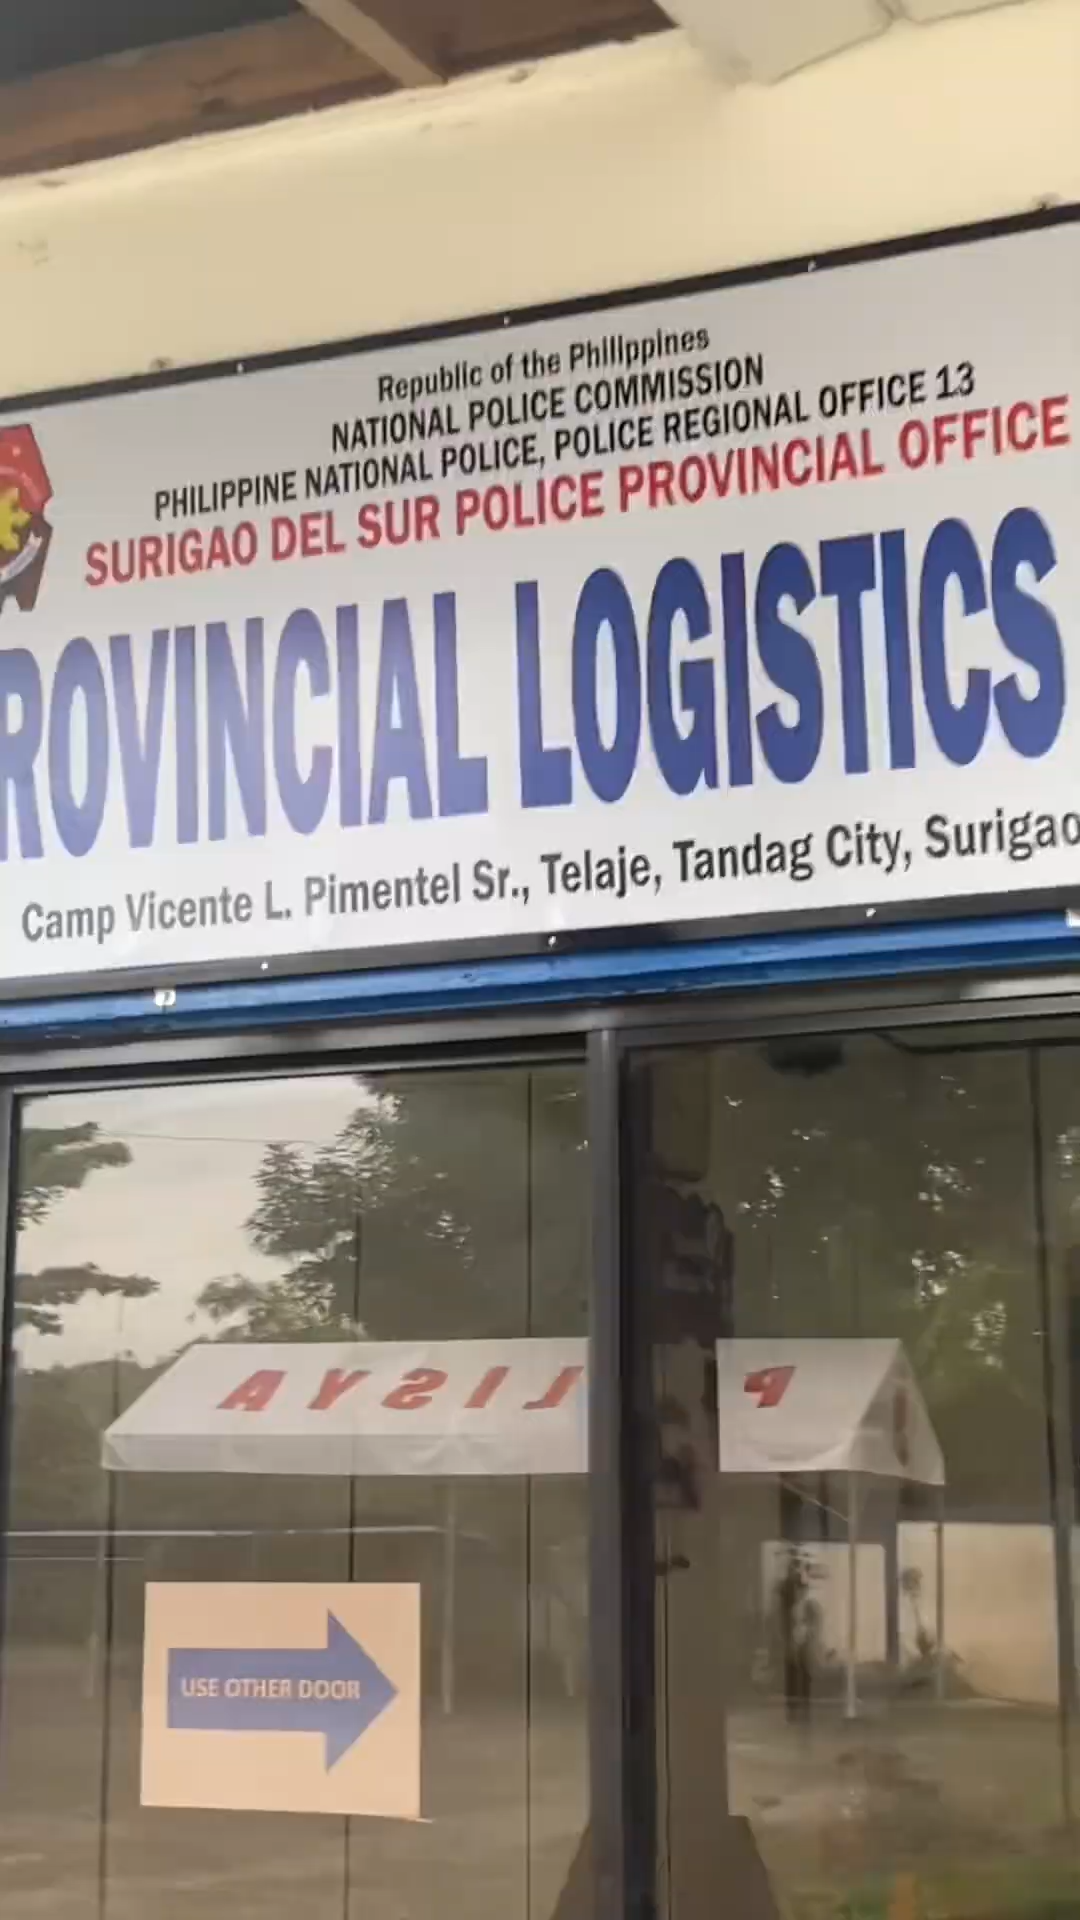 Republic of the Philippines
NATIONAL POLICE COMMISSION
PHILIPPINE NATIONAL POLICE, POLICE REGIONAL OFFICE 13
SURIGAO DEL SUR POLICE PROVINCIAL OFFICE
ROVINCIAL LOGISTICS
Camp Vicente L. Pimentel Sr., Telaje, Tandag City, Surigao
P LISYA
USE OTHER DOOR